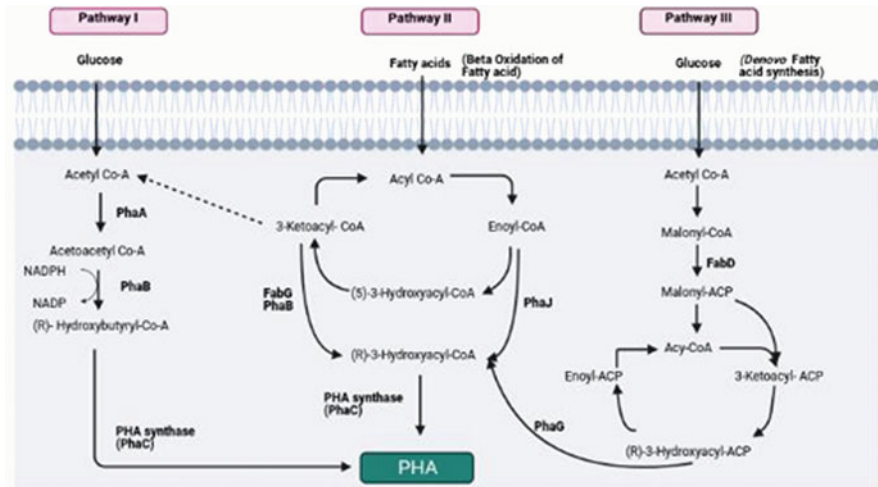 Pathway I
Pathway II
Pathway III
Glucose
Fatty acids
(Beta Oxidation of
Fatty acid)
Glucose
(Denovo Fatty
acid synthesis)
Acetyl Co-A
PhaA
Acetoacetyl Co-A
NADPH
PhaB
NADP
(R)- Hydroxybutyryl-Co-A
PHA synthase
(PhaC)
Acyl Co-A
3-Ketoacyl- CoA
Enoyl-CoA
(5)-3-Hydroxyacyl-CoA
FabG
PhaB
PhaJ
(R)-3-Hydroxyacyl-CoA
PHA synthase
(PhaC)
PHA
Acetyl Co-A
Malonyl-CoA
FabD
Malonyl-ACP
Acy-CoA
Enoyl-ACP
3-Ketoacyl- ACP
PhaG
(R)-3-Hydroxyacyl-ACP